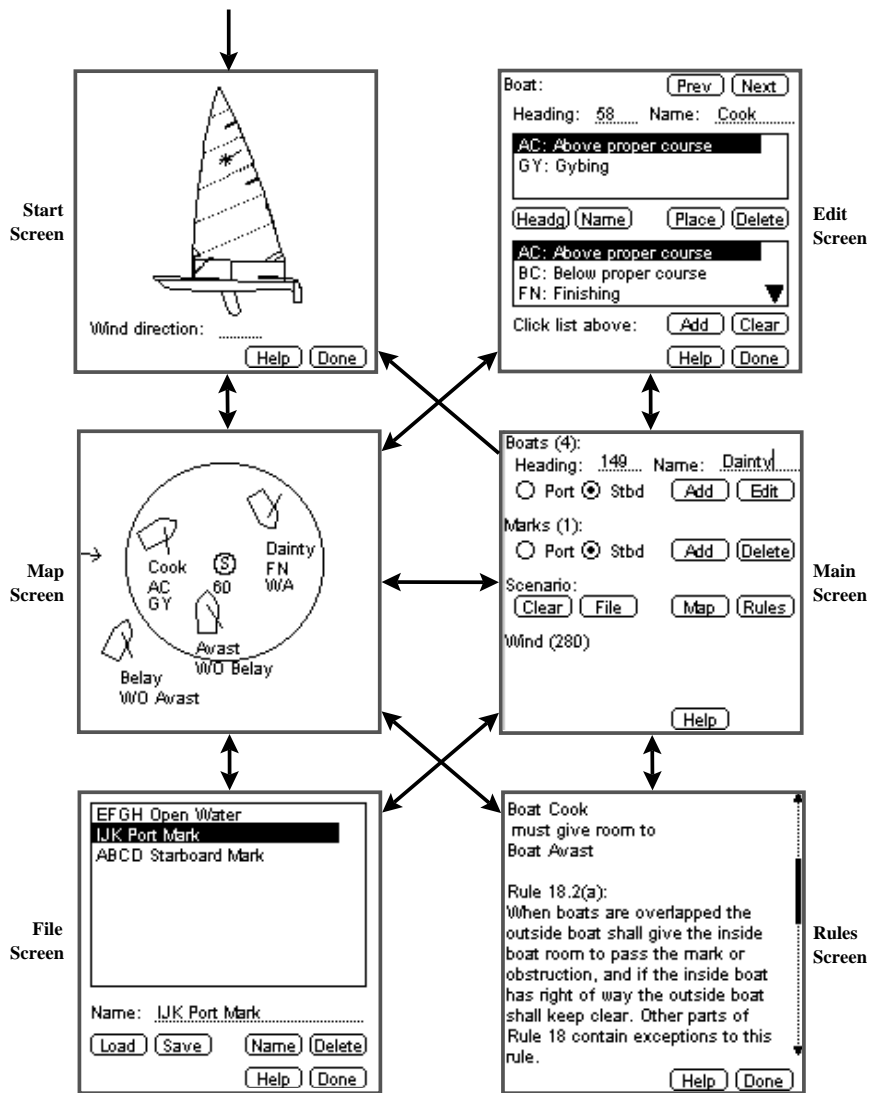 Start
Screen
Wind direction:
Help Done
Boat: Prev Next
Heading: 58 Name: Cook
AC: Above proper course
GY: Gybing
Headg Name Place Delete
AC: Above proper course
BC: Below proper course
FN: Finishing
Click list above: Add Clear
Help Done
Edit
Screen
Map
Screen
Cook
AC
GY
S
60
Dainty
FN
WA
Avast
WO Belay
Belay
WO Avast
Boats (4):
Heading: 149 Name: Dainty
Port Stbd Add Edit
Marks (1):
Port Stbd Add Delete
Scenario:
Clear File Map Rules
Wind (280)
Help
Main
Screen
File
Screen
EFGH Open Water
IJK Port Mark
ABCD Starboard Mark
Name: IJK Port Mark
Load Save Name Delete
Help Done
Boat Cook
must give room to
Boat Avast
Rule 18.2(a):
When boats are overlapped the
outside boat shall give the inside
boat room to pass the mark or
obstruction, and if the inside boat
has right of way the outside boat
shall keep clear. Other parts of
Rule 18 contain exceptions to this
rule.
Help Done
Rules
Screen